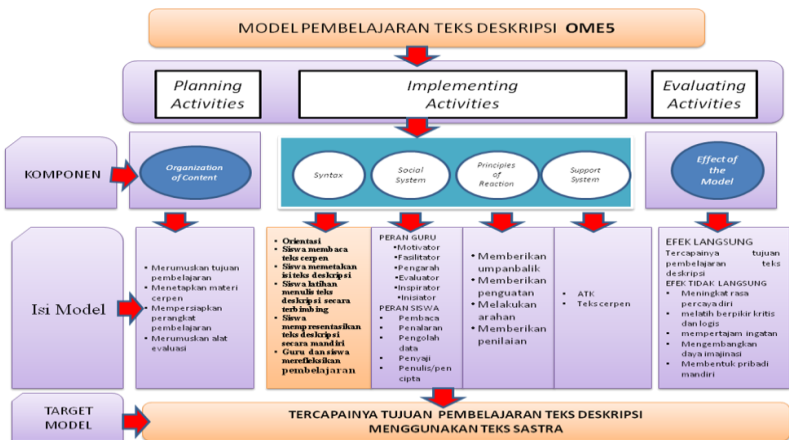 MODEL PEMBELAJARAN TEKS DESKRIPSI OME5
Planning
Activities
Implementing
Activities
Evaluating
Activities
KOMPONEN
Organization
of Content
Syntax
Social
System
Principles
of
Reaction
Support
System
Effect of
the
Model
Isi Model
• Merumuskan tujuan
pembelajaran
• Menetapkan materi
cerpen
• Mempersiapkan
perangkat
pembelajaran
• Merumuskan alat
evaluasi
• Orientasi
• Siswa membaca
teks cerpen
• Siswa memetakan
isi teks deskripsi
• Siswa latihan
menulis teks
deskripsi secara
terbimbing
• Siswa
mempresentasikan
teks deskripsi
secara mandiri
• Guru dan siswa
merefleksikan
pembelajaran
PERAN GURU
•Motivator
•Fasilitator
•Pengarah
•Evaluator
•Inspirator
•Inisiator
PERAN SISWA
• Pembaca
• Penalaran
• Pengolah
data
• Penyaji
• Penulis/pen
cipta
• Memberikan
umpanbalik
• Memberikan
penguatan
• Melakukan
arahan
• Memberikan
penilaian
• ATK
• Teks cerpen
EFEK LANGSUNG
Tercapainya tujuan
pembelajaran teks
deskripsi
EFEK TIDAK LANGSUNG
• Meningkat rasa
percaya diri
• melatih berpikir kritis
dan logis
• mempertajam ingatan
• Mengembangkan
daya imajinasi
• Membentuk pribadi
mandiri
TARGET
MODEL
TERCAPAINYA TUJUAN PEMBELAJARAN TEKS DESKRIPSI
MENGGUNAKAN TEKS SASTRA